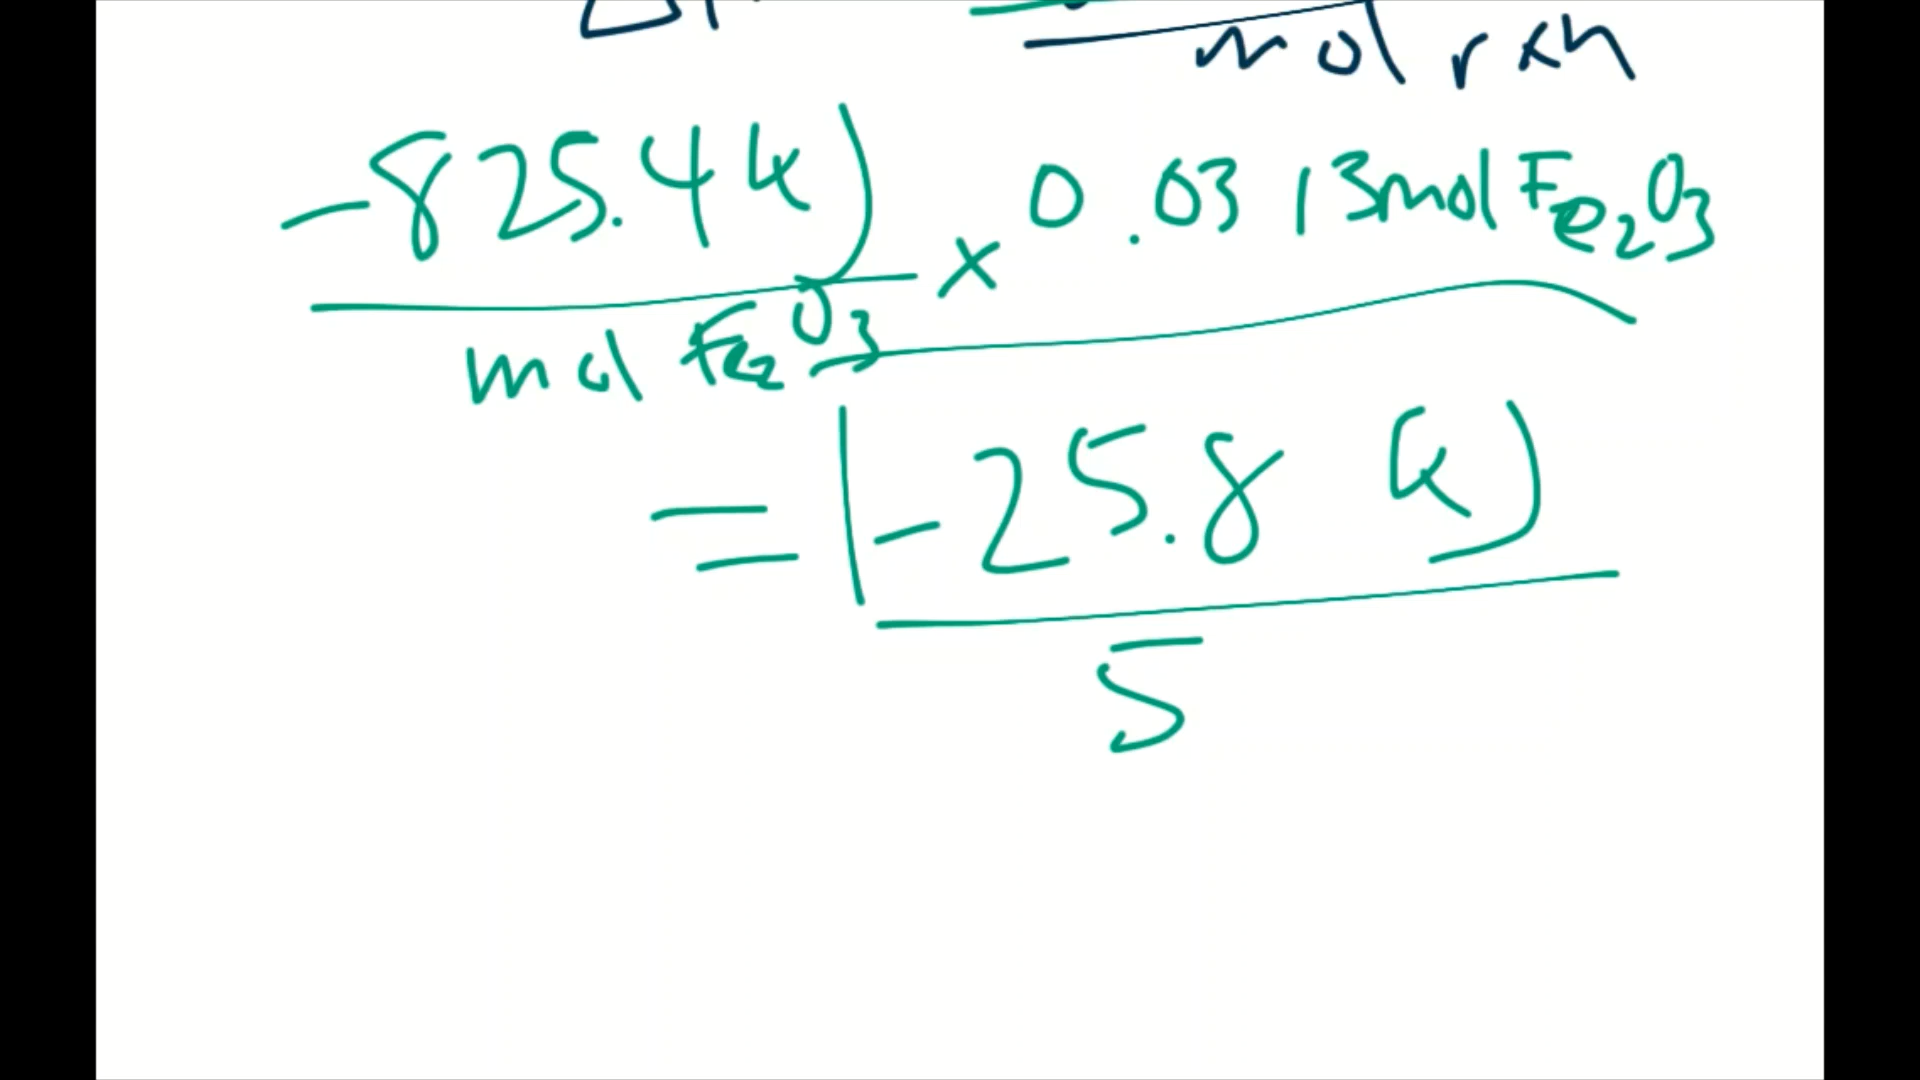 mol rxn
-825.4 kJ × 0.0313 mol Fe2O3
mol Fe2O3
= |-25.8 kJ
5